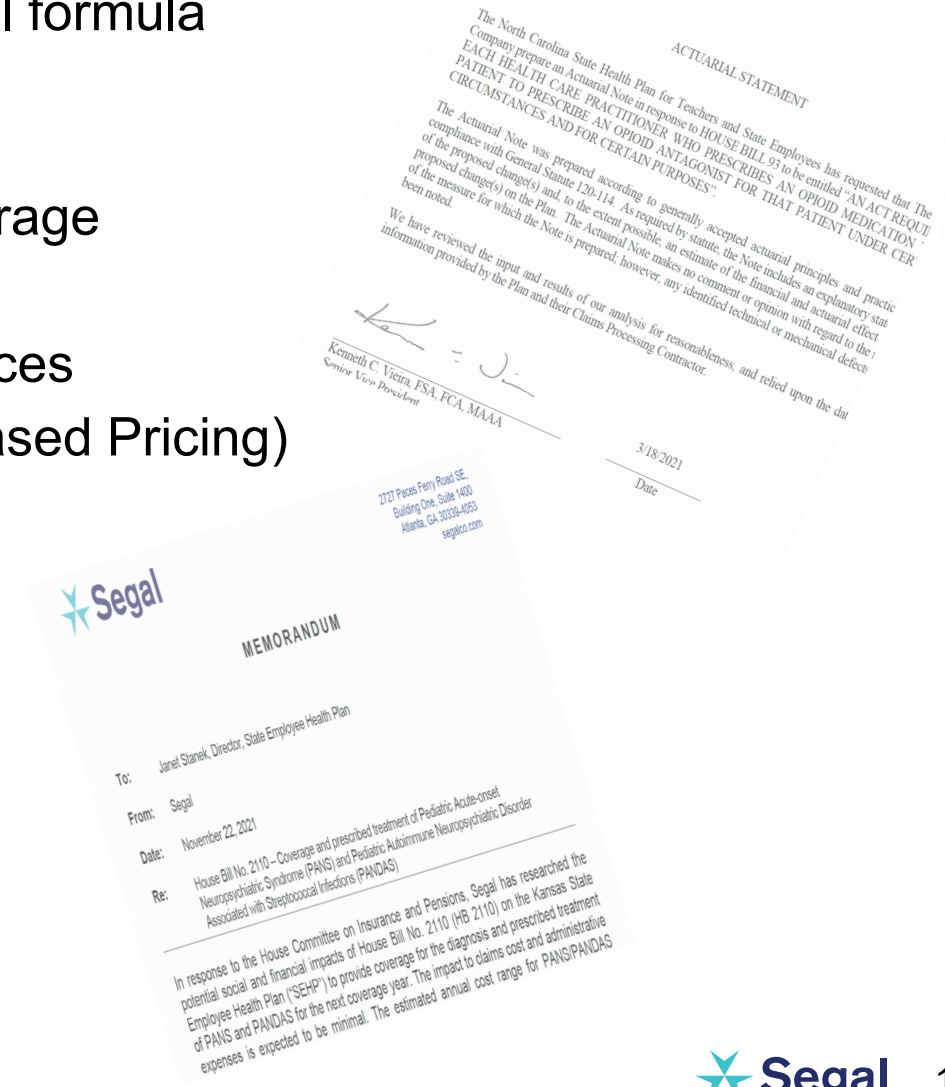 l formula
rage
ces
ased Pricing)
ACTUARIAL STATEMENT
The North Carolina State Health Plan for Teachers and State Employees has requested that The
Company prepare an Actuarial Note in response to HOUSE BILL 93 to be entitled "AN ACT REQUI
EACH HEALTH CARE PRACTITIONER WHO PRESCRIBES AN OPIOID MEDICATION
PATIENT TO PRESCRIBE AN OPIOID ANTAGONIST FOR THAT PATIENT UNDER CER
CIRCUMSTANCES AND FOR CERTAIN PURPOSES".
The Actuarial Note was prepared according to generally accepted actuarial principles and practic
compliance with General Statute 120-114. As required by statute, the Note includes an explanatory stat
of the proposed change(s) and, to the extent possible, an estimate of the financial and actuarial effect
proposed change(s) on the Plan. The Actuarial Note makes no comment or opinion with regard to the
of the measure for which the Note is prepared; however, any identified technical or mechanical defect
been noted.
We have reviewed the input and results of our analysis for reasonableness, and relied upon the dat
information provided by the Plan and their Claims Processing Contractor.
Kenneth C. Vieira, FSA, FCA, MAAA
Senior Vice President
3/18/2021
Date
2727 Paces Ferry Road SE,
Building One, Suite 1400
Atlanta, GA 30339-4053
segalco.com
Segal
MEMORANDUM
To: Janet Stanek, Director, State Employee Health Plan
From: Segal
Date: November 22, 2021
Re: House Bill No. 2110 – Coverage and prescribed treatment of Pediatric Acute-onset
Neuropsychiatric Syndrome (PANS) and Pediatric Autoimmune Neuropsychiatric Disorder
Associated with Streptococcal Infections (PANDAS)
In response to the House Committee on Insurance and Pensions, Segal has researched the
potential social and financial impacts of House Bill No. 2110 (HB 2110) on the Kansas State
Employee Health Plan ("SEHP") to provide coverage for the diagnosis and prescribed treatment
of PANS and PANDAS for the next coverage year. The impact to claims cost and administrative
expenses is expected to be minimal. The estimated annual cost range for PANS/PANDAS
Segal 1